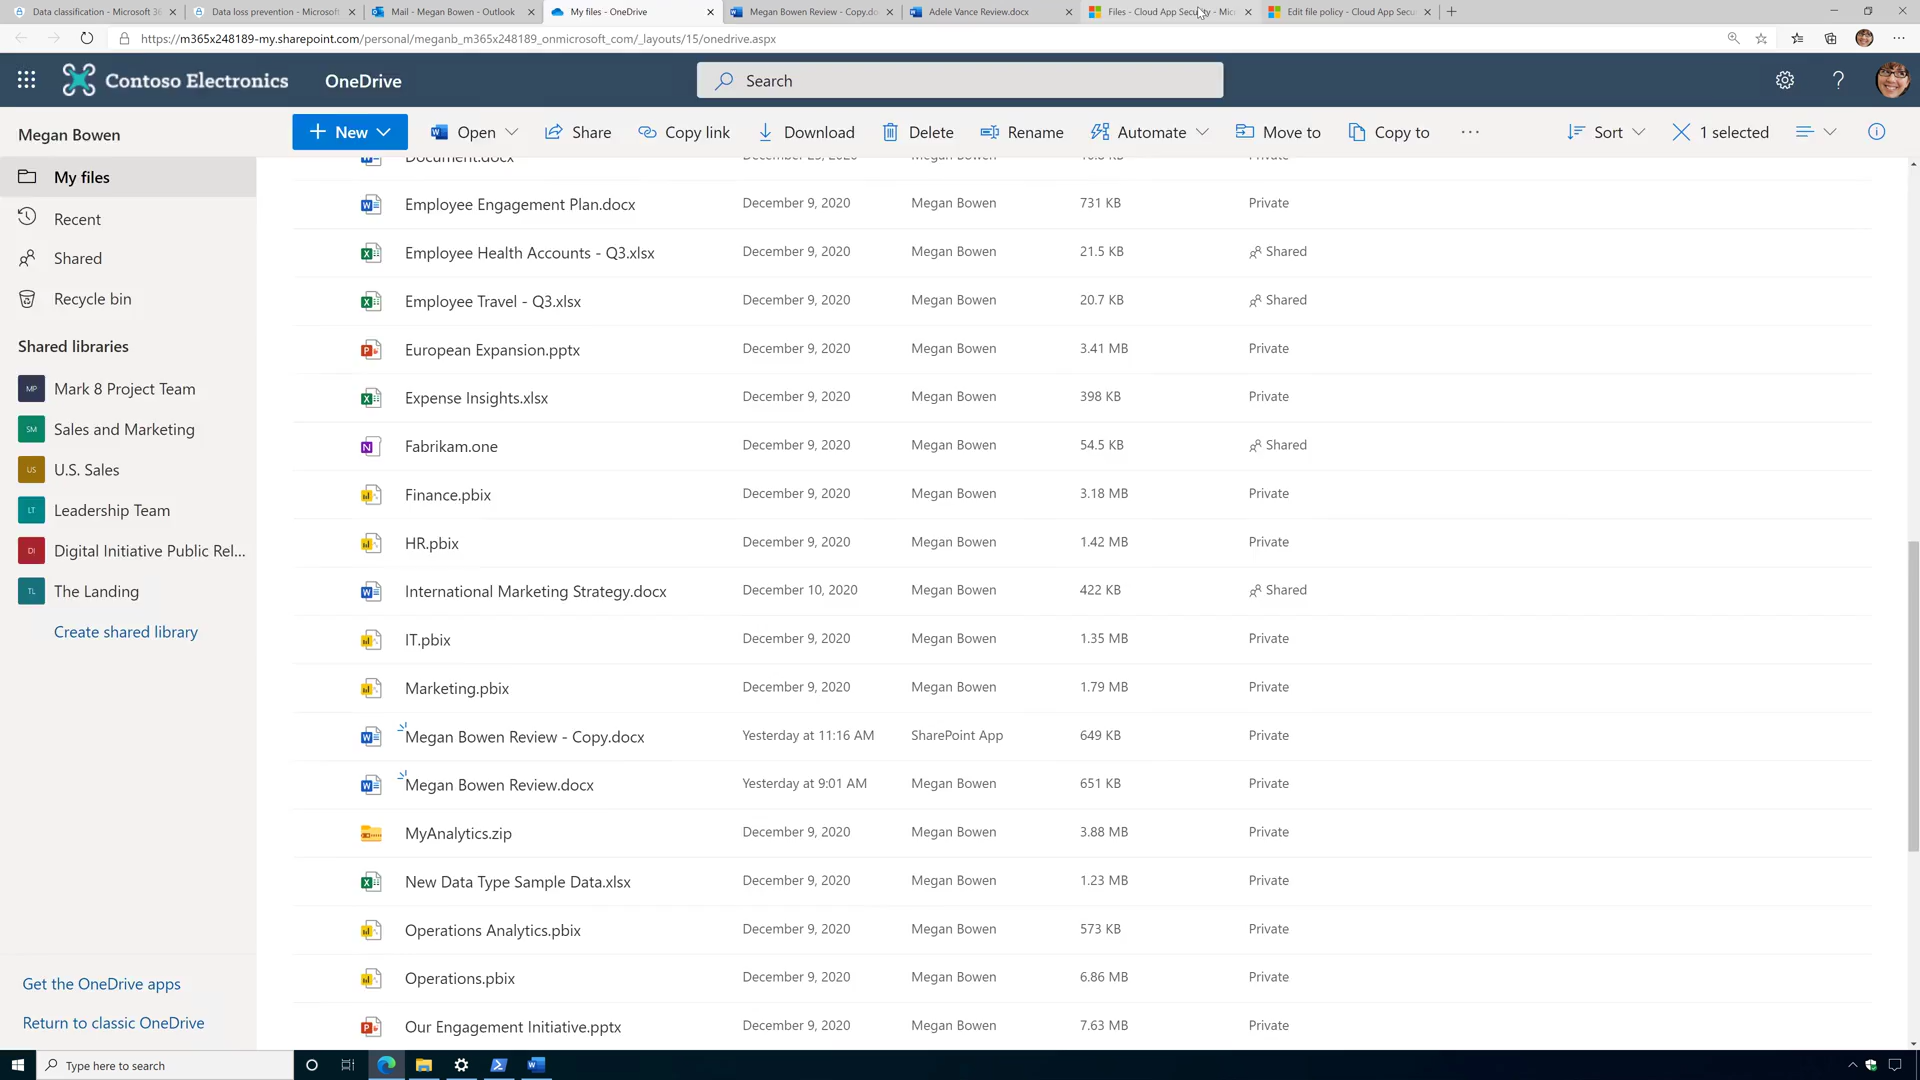 Data classification - Microsoft 36
Data loss prevention - Microsoft
Mail - Megan Bowen - Outlook
My files - OneDrive
Megan Bowen Review - Copy.do
Adele Vance Review.docx
Files - Cloud App Security - Micr
Edit file policy - Cloud App Secu
https://m365x248189-my.sharepoint.com/personal/meganb_m365x248189_onmicrosoft_com/_layouts/15/onedrive.aspx
Contoso Electronics
OneDrive
Search
?
Megan Bowen
New
Open
Share
Copy link
Download
Delete
Rename
Automate
Move to
Copy to
Sort
1 selected
My files
Recent
Shared
Recycle bin
Shared libraries
MP Mark 8 Project Team
SM Sales and Marketing
US U.S. Sales
LT Leadership Team
DI Digital Initiative Public Rel...
TL The Landing
Create shared library
Get the OneDrive apps
Return to classic OneDrive
Document.docx
Employee Engagement Plan.docx December 9, 2020 Megan Bowen 731 KB Private
Employee Health Accounts - Q3.xlsx December 9, 2020 Megan Bowen 21.5 KB Shared
Employee Travel - Q3.xlsx December 9, 2020 Megan Bowen 20.7 KB Shared
European Expansion.pptx December 9, 2020 Megan Bowen 3.41 MB Private
Expense Insights.xlsx December 9, 2020 Megan Bowen 398 KB Private
Fabrikam.one December 9, 2020 Megan Bowen 54.5 KB Shared
Finance.pbix December 9, 2020 Megan Bowen 3.18 MB Private
HR.pbix December 9, 2020 Megan Bowen 1.42 MB Private
International Marketing Strategy.docx December 10, 2020 Megan Bowen 422 KB Shared
IT.pbix December 9, 2020 Megan Bowen 1.35 MB Private
Marketing.pbix December 9, 2020 Megan Bowen 1.79 MB Private
Megan Bowen Review - Copy.docx Yesterday at 11:16 AM SharePoint App 649 KB Private
Megan Bowen Review.docx Yesterday at 9:01 AM Megan Bowen 651 KB Private
MyAnalytics.zip December 9, 2020 Megan Bowen 3.88 MB Private
New Data Type Sample Data.xlsx December 9, 2020 Megan Bowen 1.23 MB Private
Operations Analytics.pbix December 9, 2020 Megan Bowen 573 KB Private
Operations.pbix December 9, 2020 Megan Bowen 6.86 MB Private
Our Engagement Initiative.pptx December 9, 2020 Megan Bowen 7.63 MB Private
Type here to search